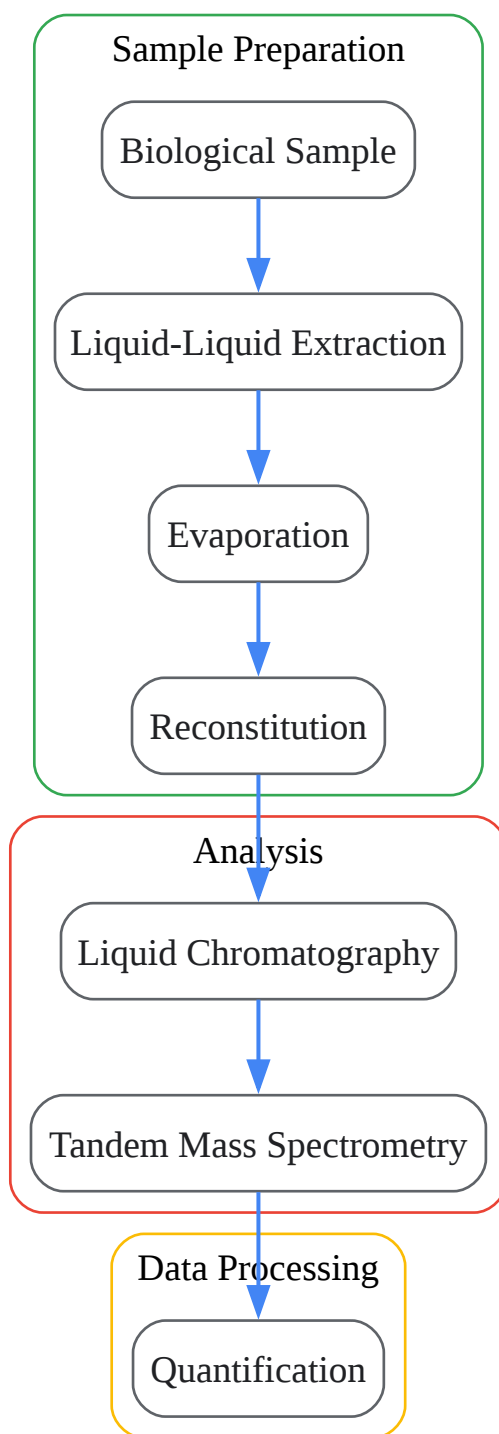 Sample Preparation
Biological Sample
Liquid-Liquid Extraction
Evaporation
Reconstitution
Analysis
Liquid Chromatography
Tandem Mass Spectrometry
Data Processing
Quantification